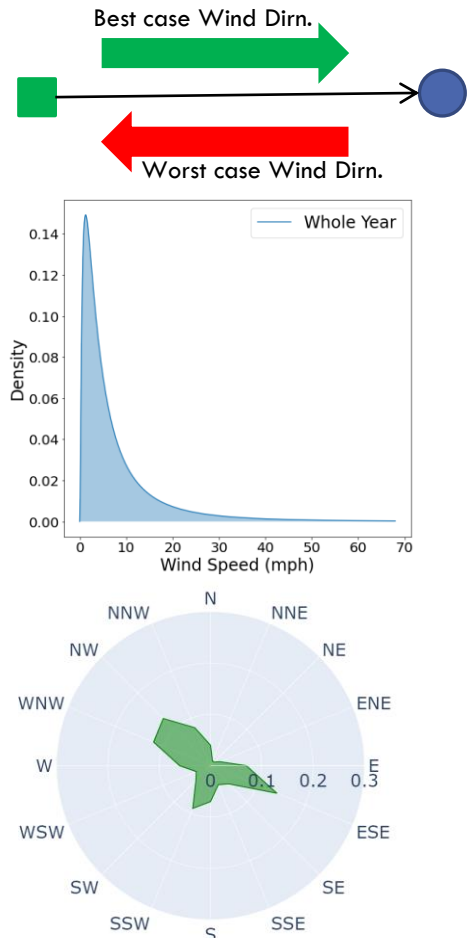 Best case Wind Dirn.
Worst case Wind Dirn.
Whole Year
0.14
0.12
0.10
0.08
0.06
0.04
0.02
0.00
Density
0 10 20 30 40 50 60 70
Wind Speed (mph)
N
NNW NNE
NW NE
WNW ENE
W E
0 0.1 0.2 0.3
WSW ESE
SW SE
SSW SSE
S